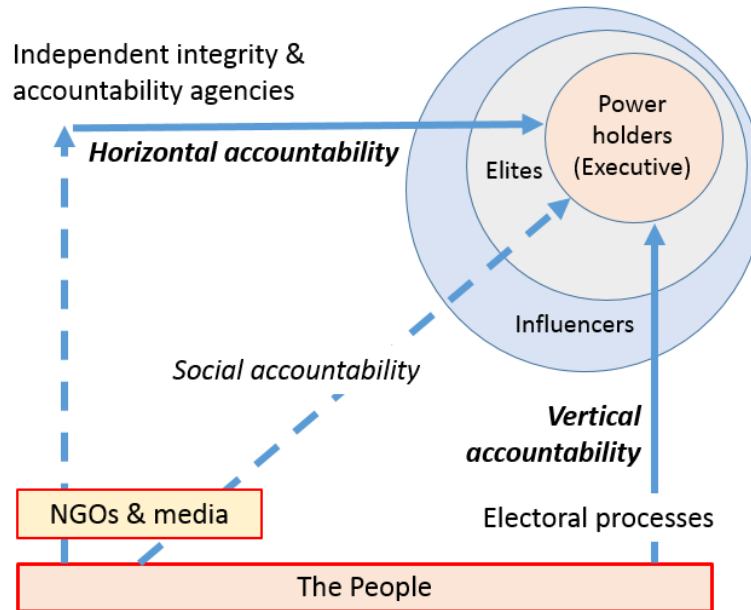 Independent integrity &
accountability agencies
Horizontal accountability
Power
holders
(Executive)
Elites
Influencers
Social accountability
Vertical
accountability
NGOs & media
Electoral processes
The People